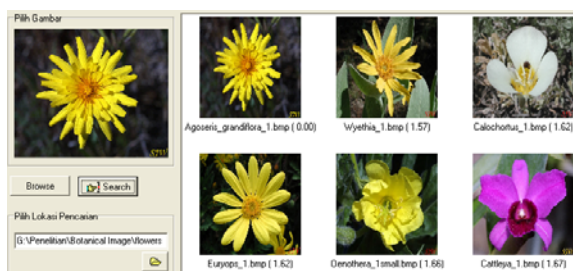 Pilih Gambar
Browse
Search
Pilih Lokasi Pencarian
G:\Penelitian\Botanical Image\flowers
Agoseris_grandiflora_1.bmp ( 0.00)
Wyethia_1.bmp ( 1.57)
Calochortus_1.bmp ( 1.62)
Euryops_1.bmp ( 1.62)
Oenothera_1small.bmp ( 1.66)
Cattleya_1.bmp ( 1.67)